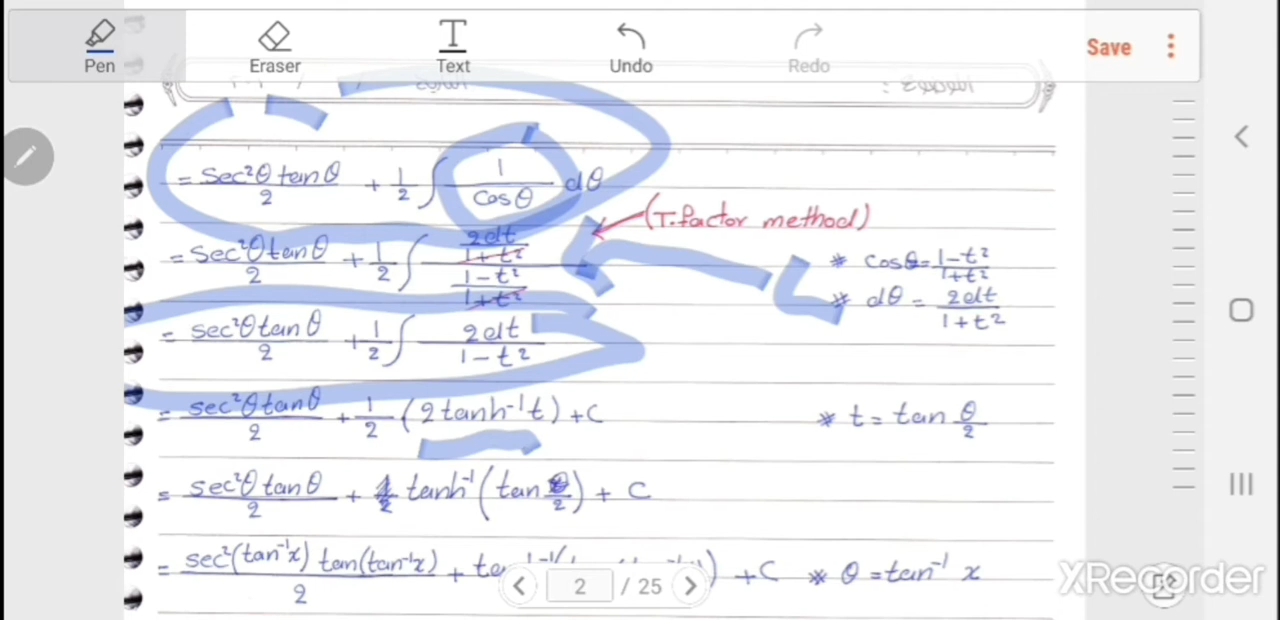 Pen Eraser Text Undo Redo Save
= sec²θ tanθ / 2 + 1/2 ∫ 1 / cosθ dθ
(T.factor method)
= sec²θ tanθ / 2 + 1/2 ∫ (2dt / 1+t²) / (1-t² / 1+t²) * cosθ = 1-t² / 1+t²
* dθ = 2dt / 1+t²
= sec²θ tanθ / 2 + 1/2 ∫ 2dt / 1-t²
= sec²θ tanθ / 2 + 1/2 (2 tanh⁻¹ t) + C * t = tan θ/2
= sec²θ tanθ / 2 + tanh⁻¹ (tan θ/2) + C
= sec²(tan⁻¹x) tan(tan⁻¹x) / 2 + + C * θ = tan⁻¹ x
2 / 25
XRecorder